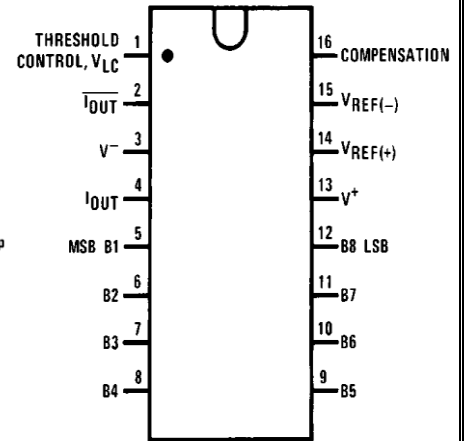 THRESHOLD
CONTROL, VLC
1
16
COMPENSATION
I̅O̅U̅T̅
2
15
VREF(−)
V−
3
14
VREF(+)
IOUT
4
13
V+
P
MSB B1
5
12
B8 LSB
B2
6
11
B7
B3
7
10
B6
B4
8
9
B5